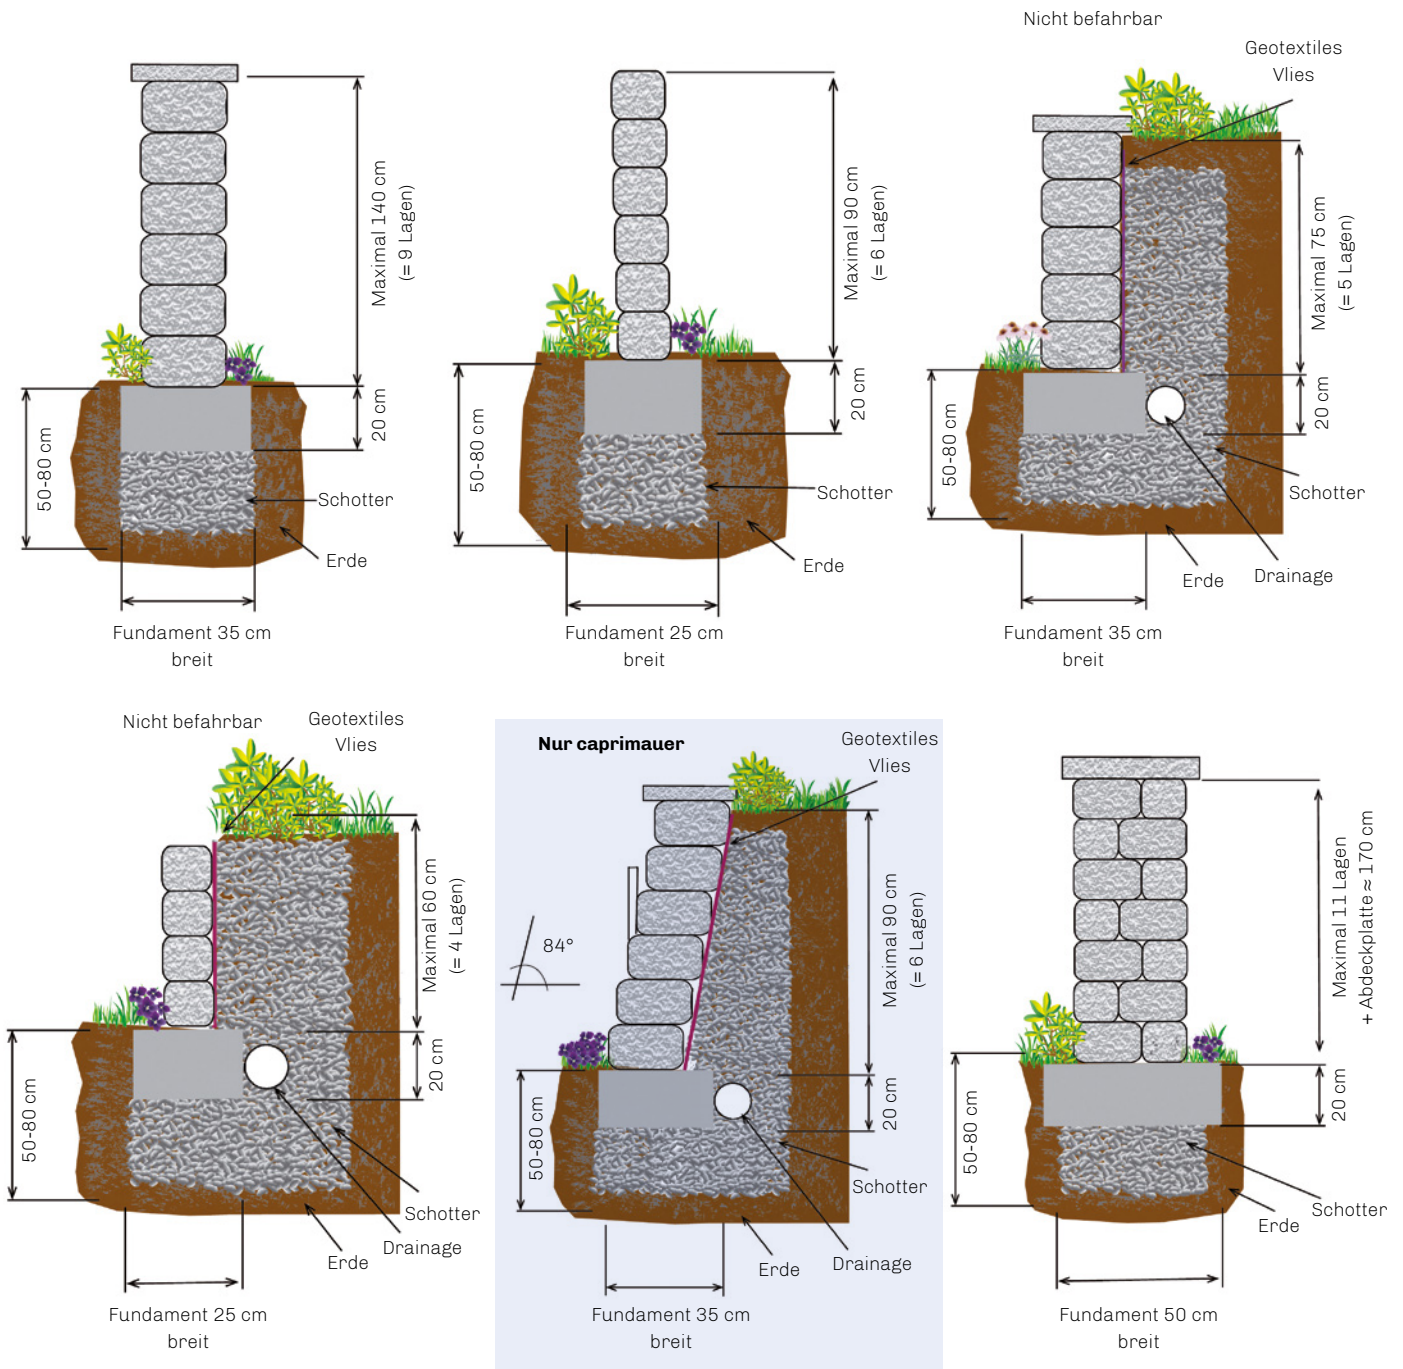 Maximal 140 cm
(= 9 Lagen)
20 cm
50-80 cm
Schotter
Erde
Fundament 35 cm
breit
Maximal 90 cm
(= 6 Lagen)
20 cm
50-80 cm
Schotter
Erde
Fundament 25 cm
breit
Nicht befahrbar
Geotextiles
Vlies
Maximal 75 cm
(= 5 Lagen)
20 cm
50-80 cm
Schotter
Drainage
Erde
Fundament 35 cm
breit
Nicht befahrbar
Geotextiles
Vlies
Maximal 60 cm
(= 4 Lagen)
20 cm
50-80 cm
Schotter
Drainage
Erde
Fundament 25 cm
breit
Nur caprimauer
Geotextiles
Vlies
84°
Maximal 90 cm
(= 6 Lagen)
20 cm
50-80 cm
Schotter
Drainage
Erde
Fundament 35 cm
breit
Maximal 11 Lagen
+ Abdeckplatte ≈ 170 cm
20 cm
50-80 cm
Schotter
Erde
Fundament 50 cm
breit